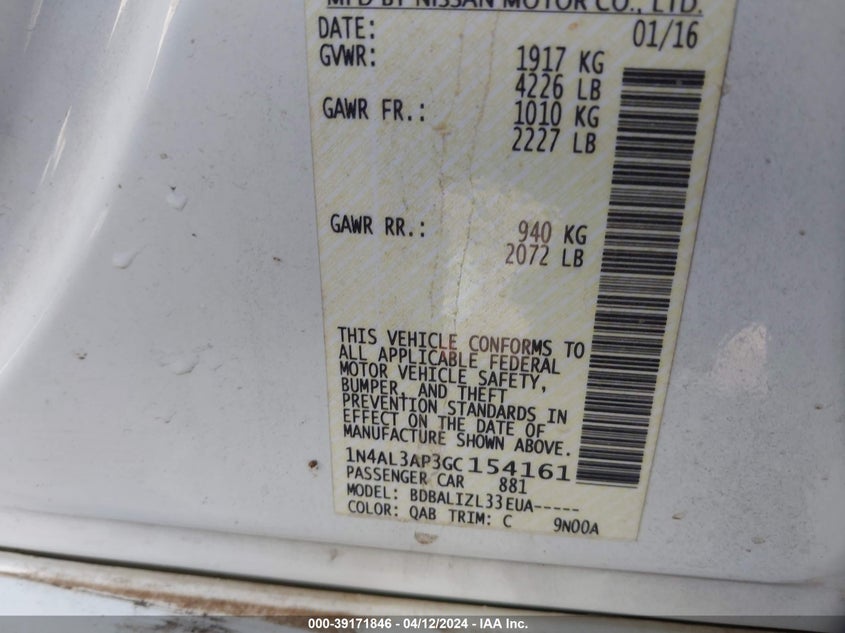 MFD BY NISSAN MOTOR CO., LTD.
DATE: 01/16
GVWR: 1917 KG
4226 LB
GAWR FR.: 1010 KG
2227 LB
GAWR RR.: 940 KG
2072 LB
THIS VEHICLE CONFORMS TO
ALL APPLICABLE FEDERAL
MOTOR VEHICLE SAFETY,
BUMPER, AND THEFT
PREVENTION STANDARDS IN
EFFECT ON THE DATE OF
MANUFACTURE SHOWN ABOVE.
1N4AL3AP3GC154161
PASSENGER CAR 881
MODEL: BDBALIZL33EUA-----
COLOR: QAB TRIM: C 9N00A
000-39171846 - 04/12/2024 - IAA Inc.